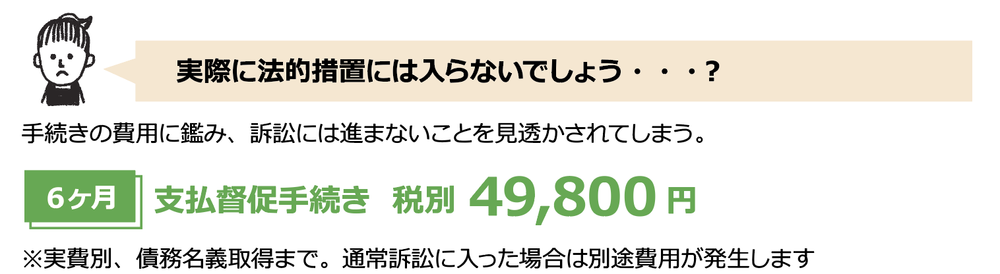 実際に法的措置には入らないでしょう・・・?
手続きの費用に鑑み、訴訟には進まないことを見透かされてしまう。
6ヶ月 支払督促手続き 税別 49,800 円
※実費別、債務名義取得まで。通常訴訟に入った場合は別途費用が発生します